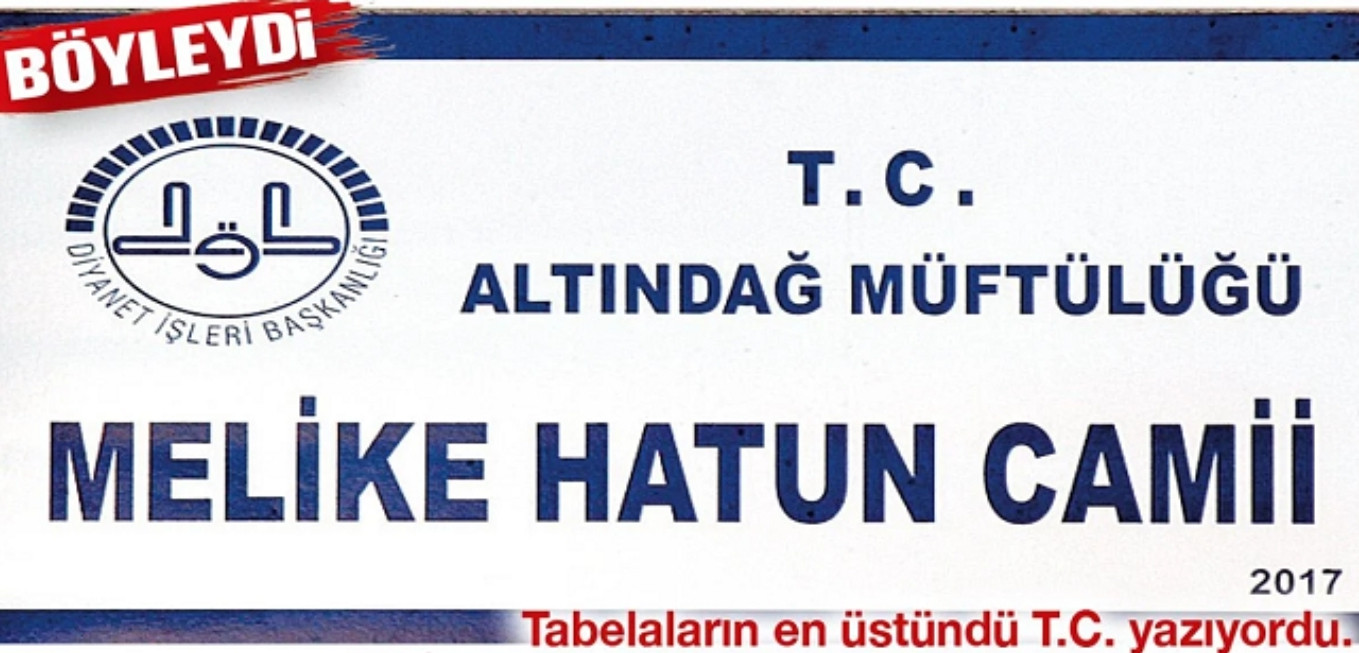 BÖYLEYDİ
T. C.
ALTINDAĞ MÜFTÜLÜĞÜ
DİYANET İŞLERİ BAŞKANLIĞI
MELİKE HATUN CAMİİ
2017
Tabelaların en üstündü T.C. yazıyordu.